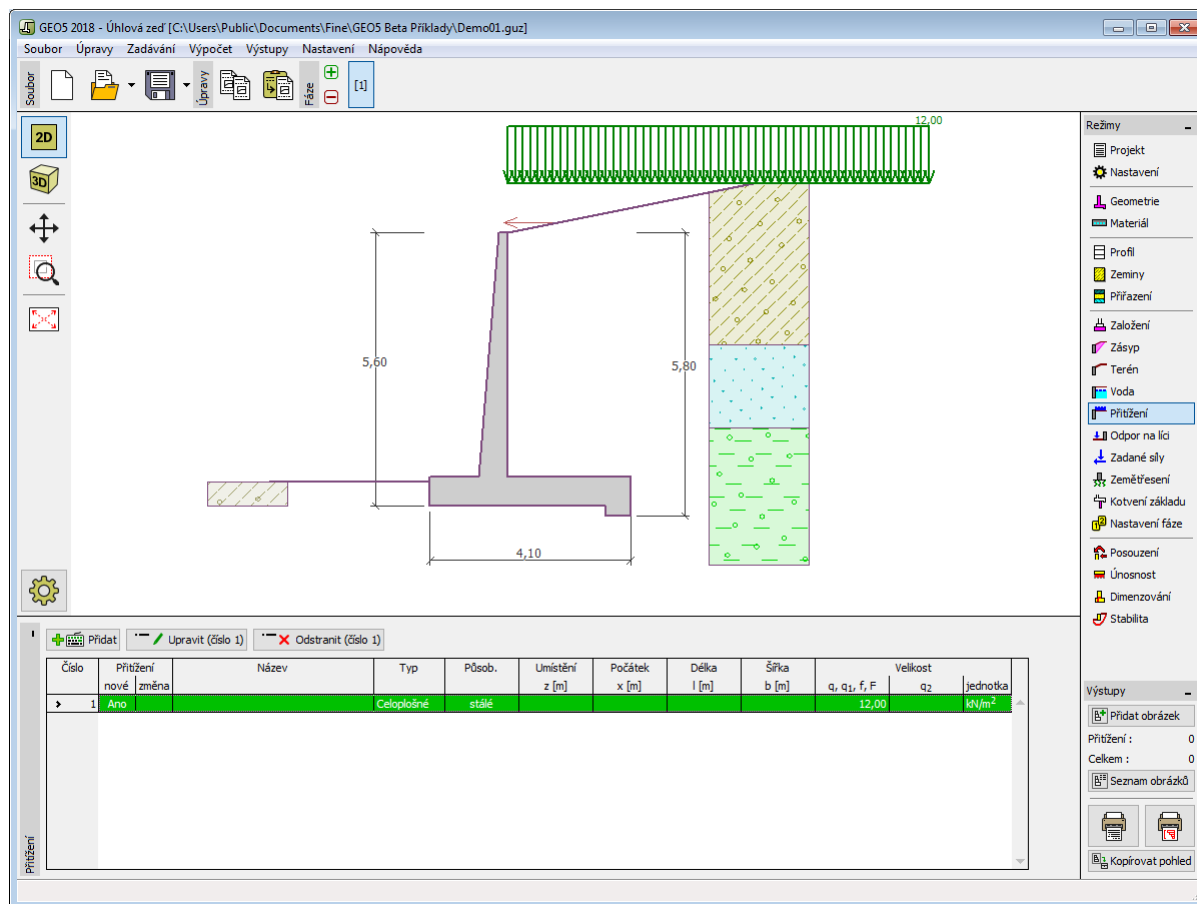 GEO5 2018 - Úhlová zeď [C:\Users\Public\Documents\Fine\GEO5 Beta Příklady\Demo01.guz]
Soubor Úpravy Zadávání Výpočet Výstupy Nastavení Nápověda
Soubor
Úpravy
Fáze
[1]
2D
3D
12,00
5,60
5,80
4,10
Režimy
Projekt
Nastavení
Geometrie
Materiál
Profil
Zeminy
Přiřazení
Založení
Zásyp
Terén
Voda
Přitížení
Odpor na líci
Zadané síly
Zemětřesení
Kotvení základu
Nastavení fáze
Posouzení
Únosnost
Dimenzování
Stabilita
Přidat Upravit (číslo 1) Odstranit (číslo 1)
Číslo Přitížení Název Typ Působ. Umístění Počátek Délka Šířka Velikost
nové změna z [m] x [m] l [m] b [m] q, q1, f, F q2 jednotka
1 Ano Celoplošné stálé 12,00 kN/m²
Přitížení
Výstupy
Přidat obrázek
Přitížení : 0
Celkem : 0
Seznam obrázků
Kopírovat pohled